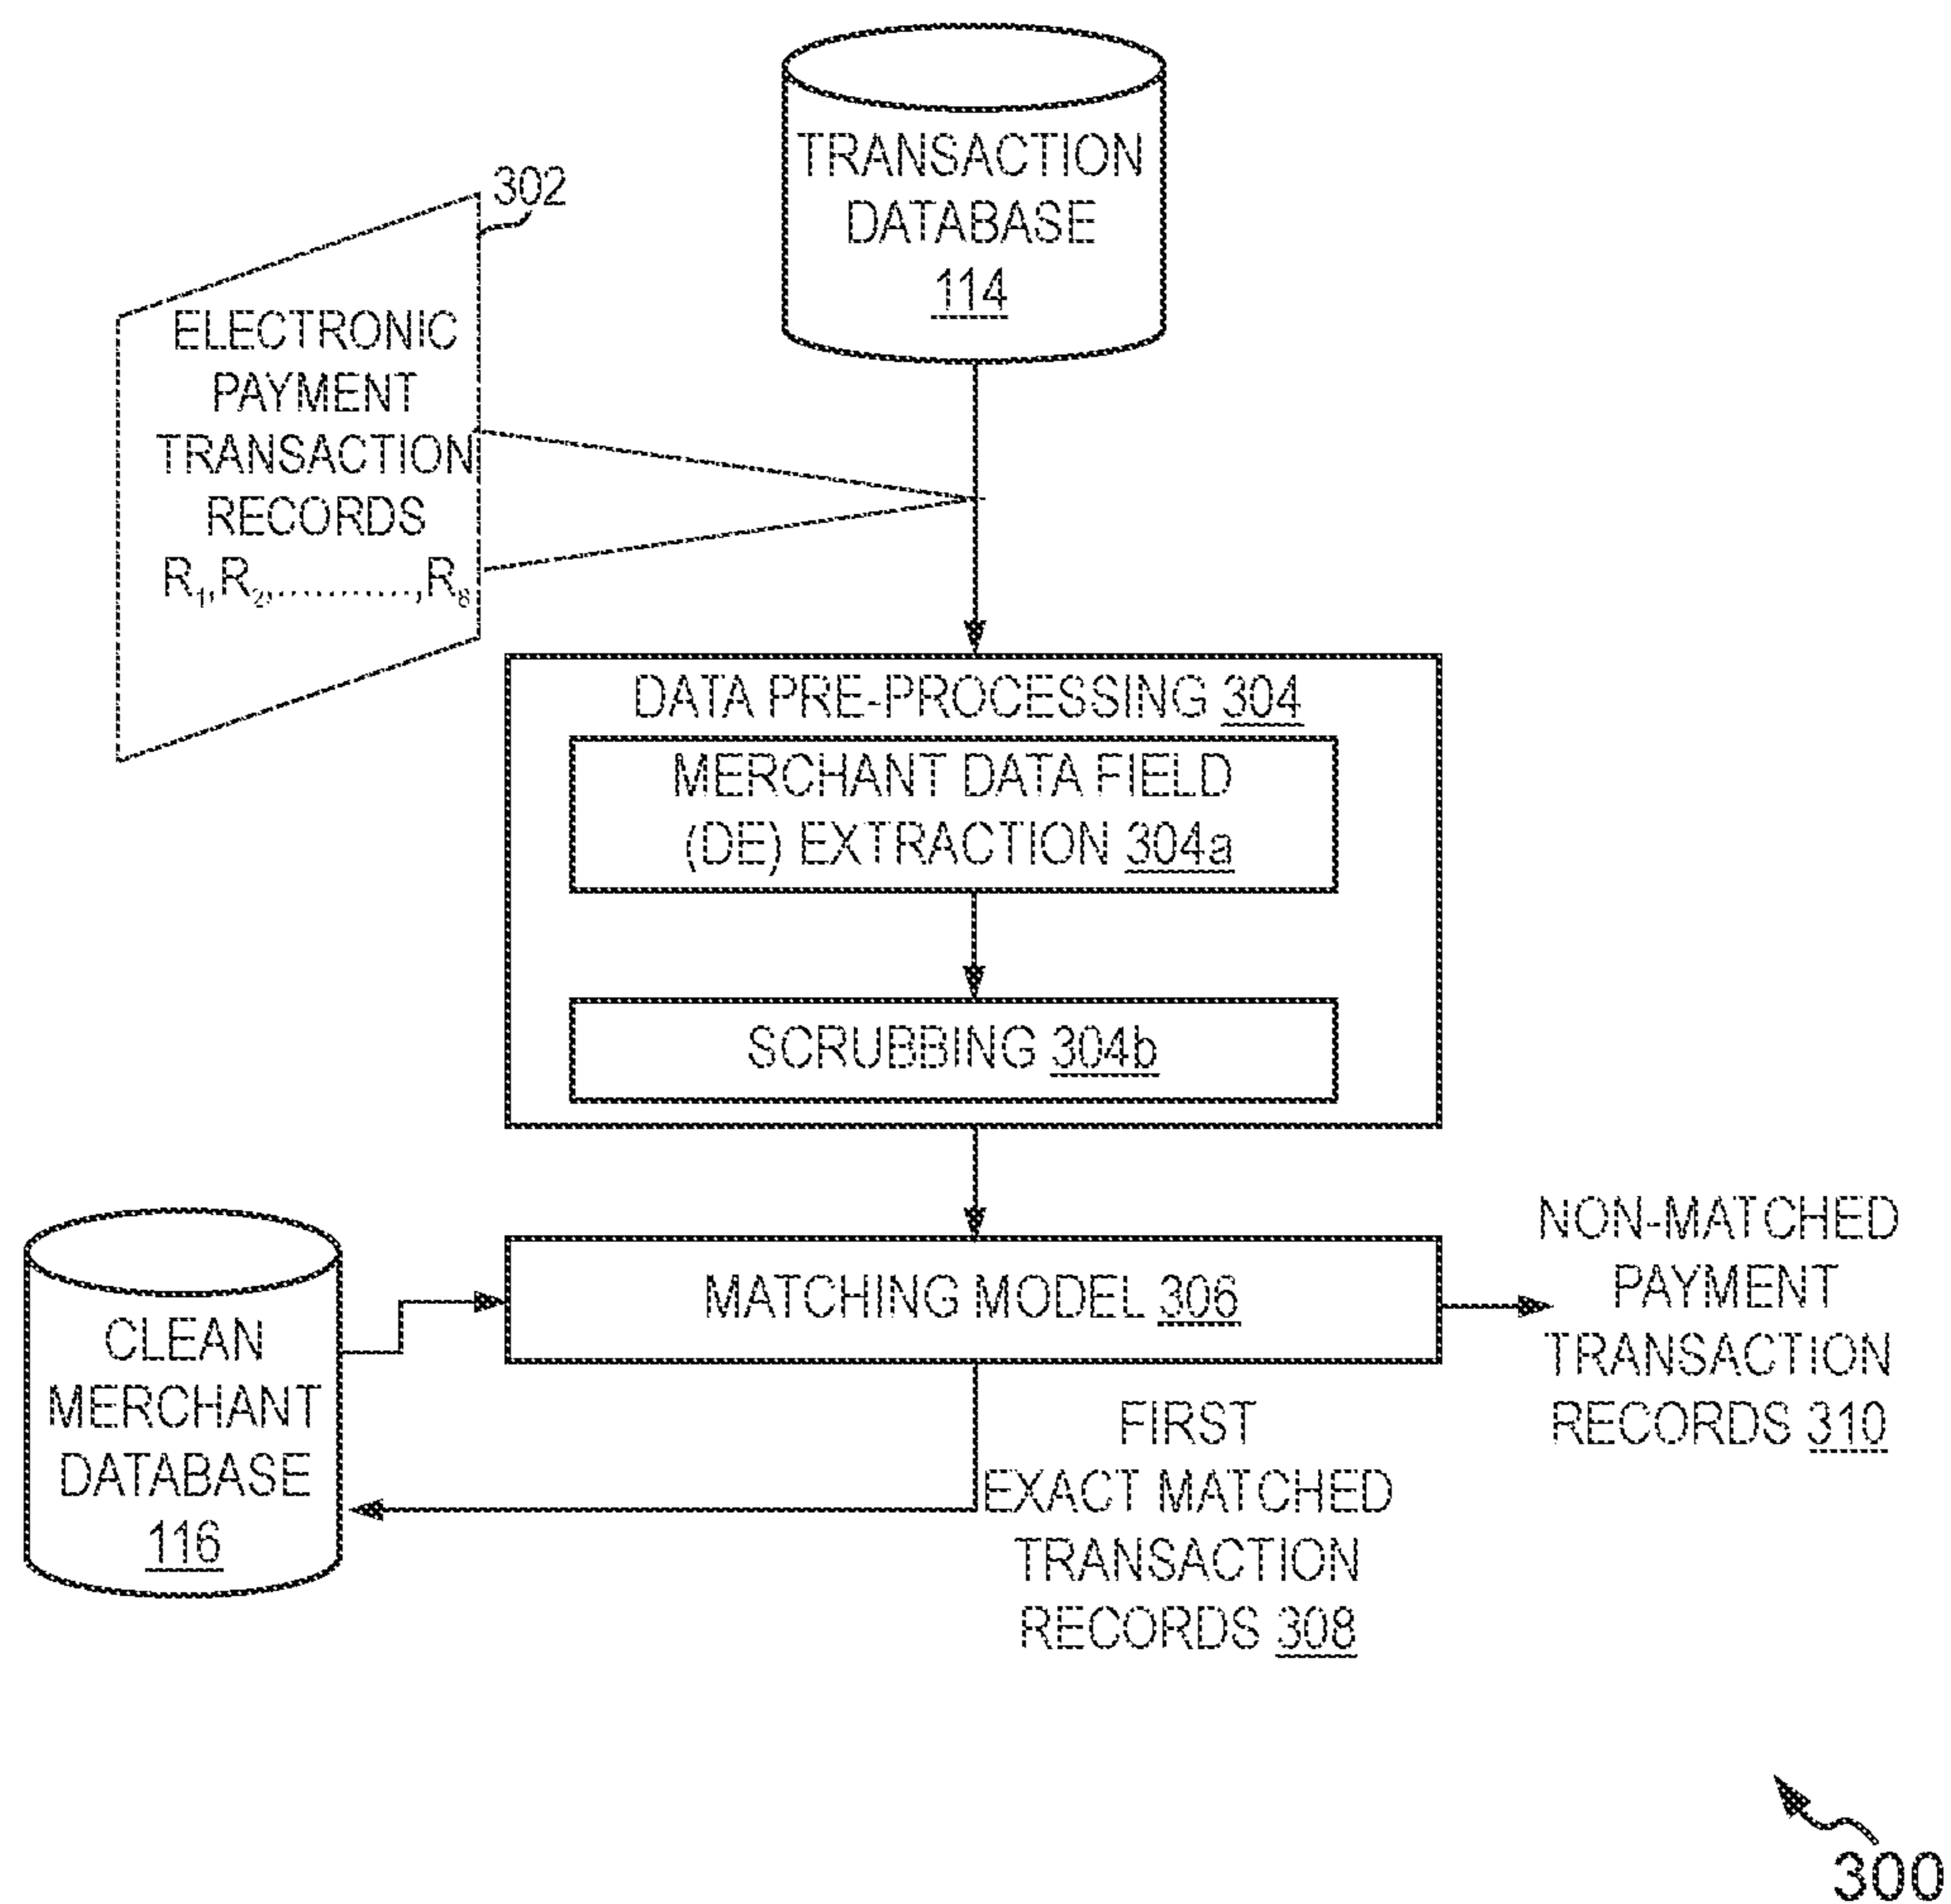 TRANSACTION
DATABASE
114
302
ELECTRONIC
PAYMENT
TRANSACTION
RECORDS
R₁,R₂,............,R₈
DATA PRE-PROCESSING 304
MERCHANT DATA FIELD
(DE) EXTRACTION 304a
SCRUBBING 304b
MATCHING MODEL 306
NON-MATCHED
PAYMENT
TRANSACTION
RECORDS 310
CLEAN
MERCHANT
DATABASE
116
FIRST
EXACT MATCHED
TRANSACTION
RECORDS 308
300